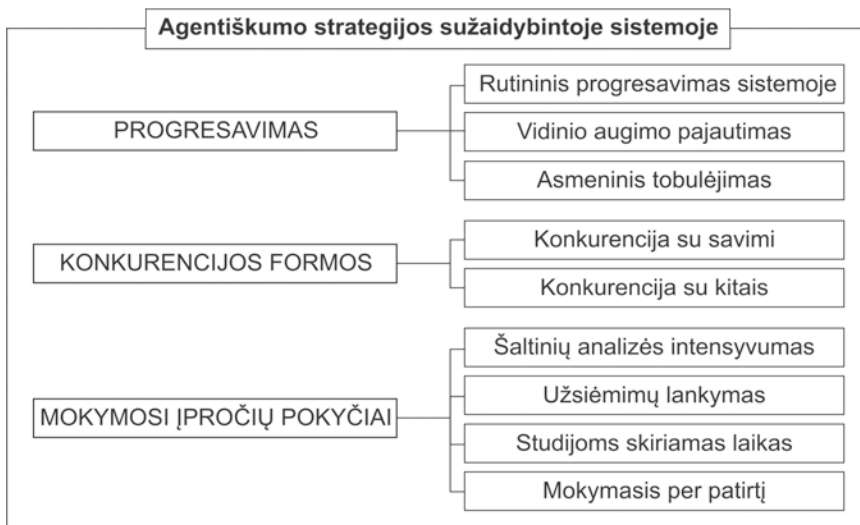 Agentiškumo strategijos sužaidybintoje sistemoje
PROGRESAVIMAS
Rutininis progresavimas sistemoje
Vidinio augimo pajautimas
Asmeninis tobulėjimas
KONKURENCIJOS FORMOS
Konkurencija su savimi
Konkurencija su kitais
MOKYMOSI ĮPROČIŲ POKYČIAI
Šaltinių analizės intensyvumas
Užsiėmimų lankymas
Studijoms skiriamas laikas
Mokymasis per patirtį